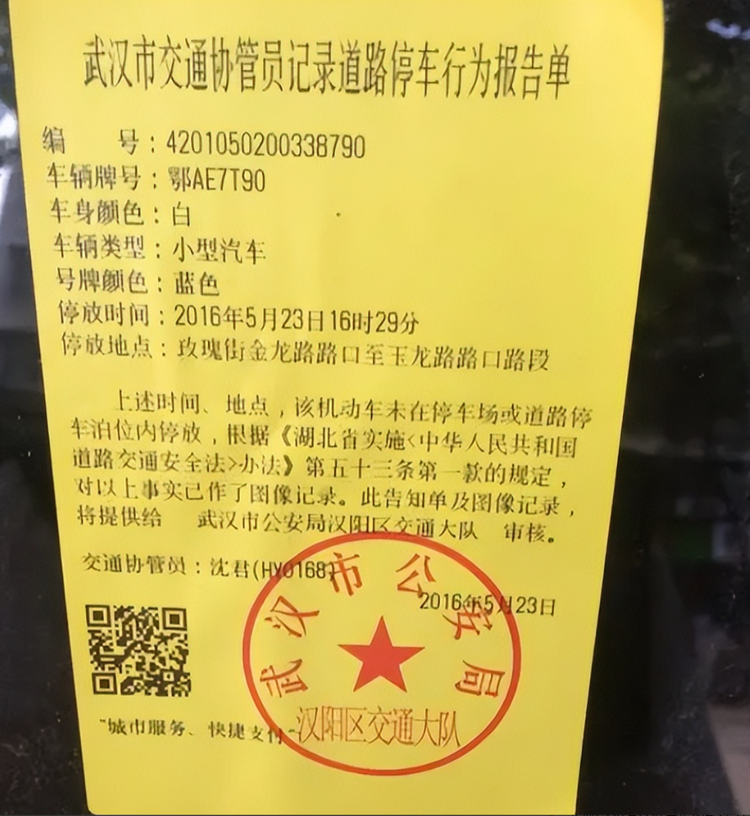 武汉市交通协管员记录道路停车行为报告单
编　　号：4201050200338790
车辆牌号：鄂AE7T90
车身颜色：白
车辆类型：小型汽车
号牌颜色：蓝色
停放时间：2016年5月23日16时29分
停放地点：玫瑰街金龙路路口至玉龙路路口路段
上述时间、地点，该机动车未在停车场或道路停
车泊位内停放，根据《湖北省实施<中华人民共和国
道路交通安全法>办法》第五十三条第一款的规定，
对以上事实已作了图像记录。此告知单及图像记录，
将提供给　武汉市公安局汉阳区交通大队　审核。
交通协管员：沈君(HY0168)
2016年5月23日
武汉市公安局
汉阳区交通大队
"城市服务、快捷支付"